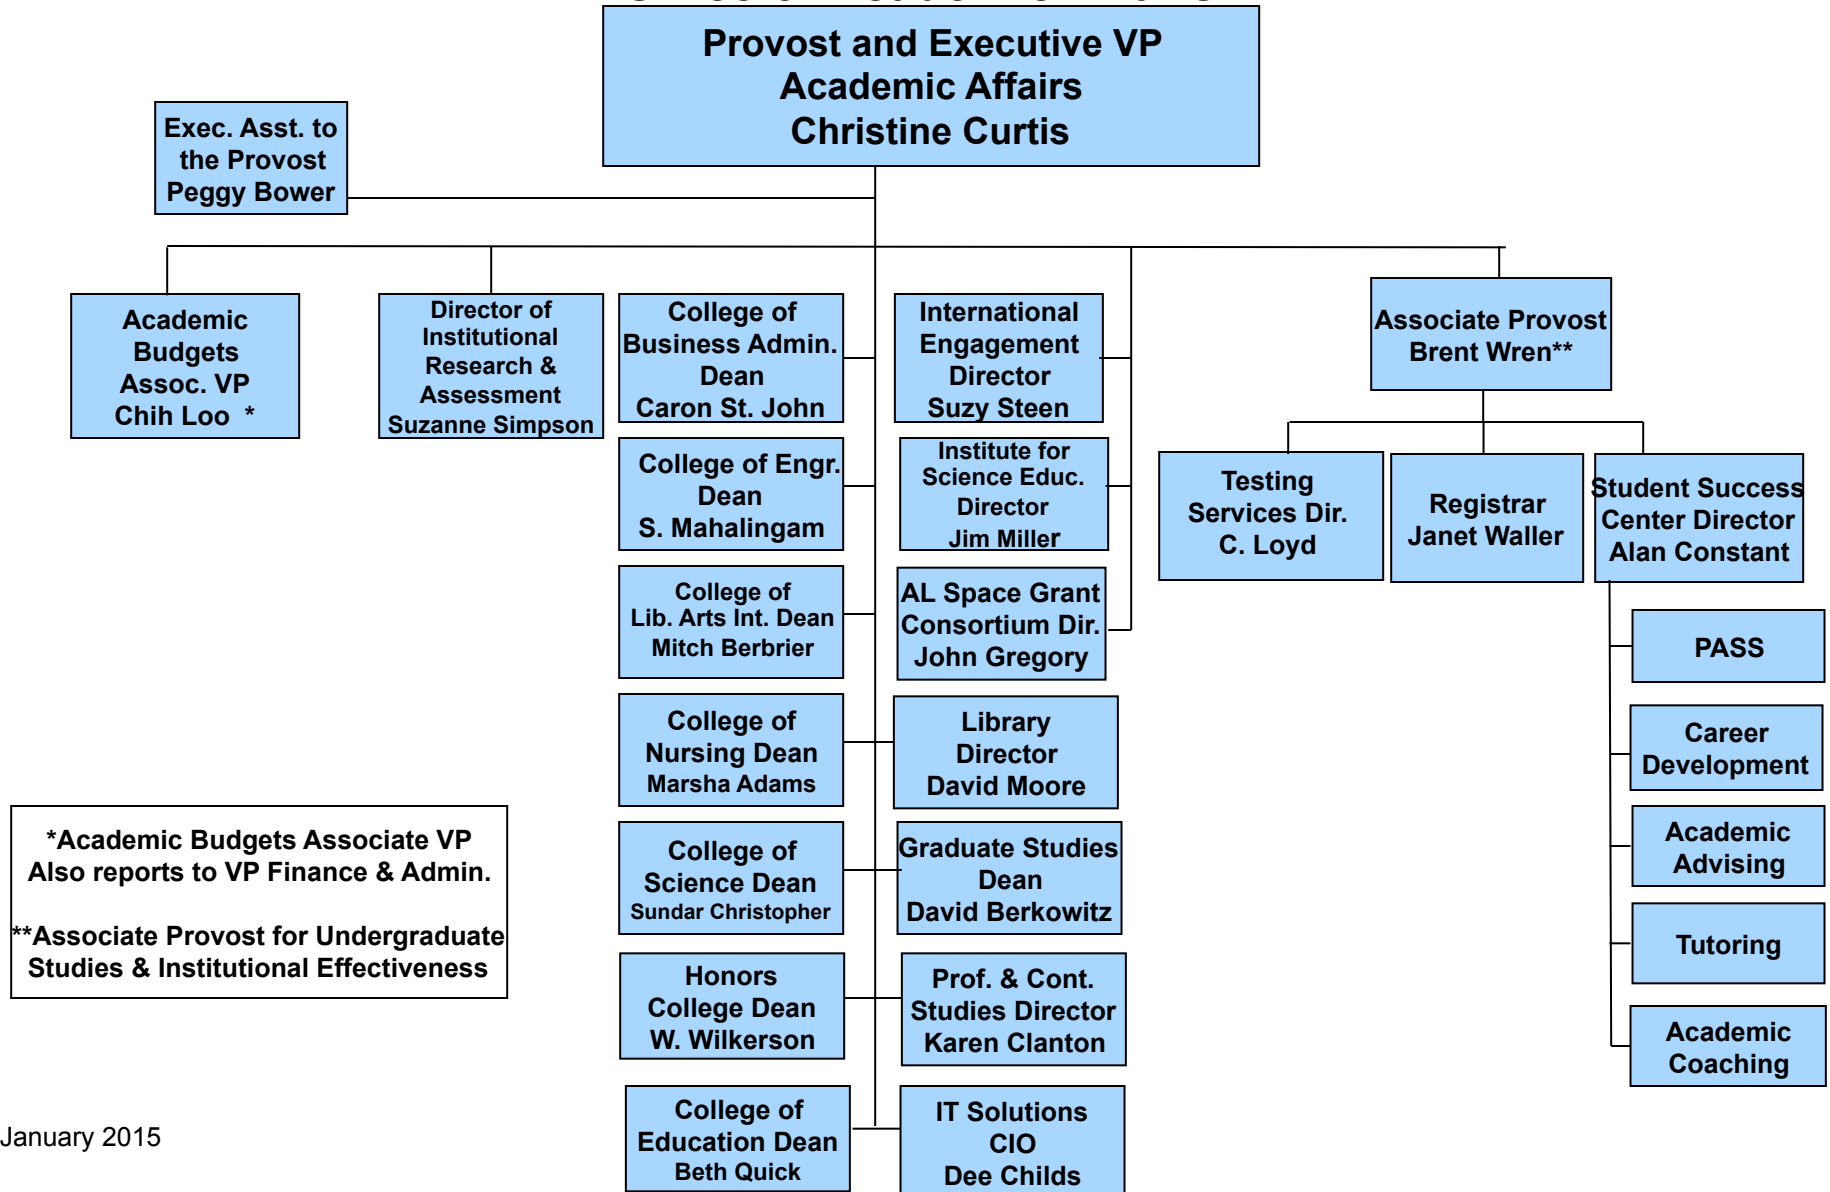 Provost and Executive VP
Academic Affairs
Christine Curtis
Exec. Asst. to
the Provost
Peggy Bower
Academic
Budgets
Assoc. VP
Chih Loo *
Director of
Institutional
Research &
Assessment
Suzanne Simpson
College of
Business Admin.
Dean
Caron St. John
International
Engagement
Director
Suzy Steen
Associate Provost
Brent Wren**
College of Engr.
Dean
S. Mahalingam
Institute for
Science Educ.
Director
Jim Miller
Testing
Services Dir.
C. Loyd
Registrar
Janet Waller
Student Success
Center Director
Alan Constant
College of
Lib. Arts Int. Dean
Mitch Berbrier
AL Space Grant
Consortium Dir.
John Gregory
PASS
College of
Nursing Dean
Marsha Adams
Library
Director
David Moore
Career
Development
*Academic Budgets Associate VP
Also reports to VP Finance & Admin.
**Associate Provost for Undergraduate
Studies & Institutional Effectiveness
College of
Science Dean
Sundar Christopher
Graduate Studies
Dean
David Berkowitz
Academic
Advising
Tutoring
Honors
College Dean
W. Wilkerson
Prof. & Cont.
Studies Director
Karen Clanton
Academic
Coaching
College of
Education Dean
Beth Quick
IT Solutions
CIO
Dee Childs
January 2015